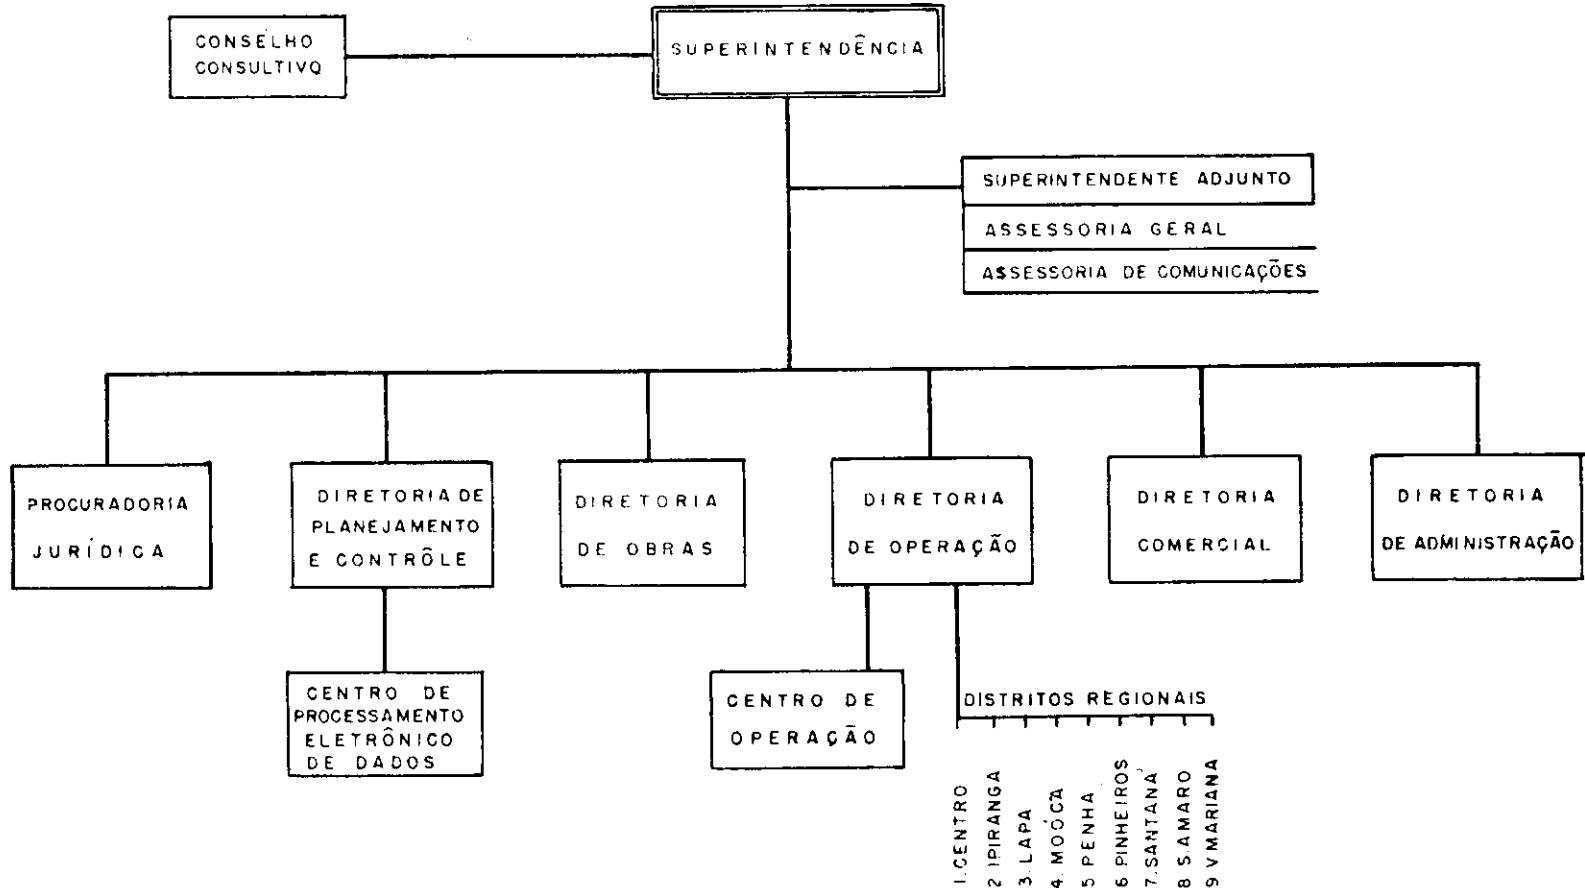 CONSELHO
CONSULTIVO
SUPERINTENDÊNCIA
SUPERINTENDENTE ADJUNTO
ASSESSORIA GERAL
ASSESSORIA DE COMUNICAÇÕES
PROCURADORIA
JURÍDICA
DIRETORIA DE
PLANEJAMENTO
E CONTRÔLE
DIRETORIA
DE OBRAS
DIRETORIA
DE OPERAÇÃO
DIRETORIA
COMERCIAL
DIRETORIA
DE ADMINISTRAÇÃO
CENTRO DE
PROCESSAMENTO
ELETRÔNICO
DE DADOS
CENTRO DE
OPERAÇÃO
DISTRITOS REGIONAIS
1. CENTRO
2 IPIRANGA
3. LAPA
4. MOÓCA
5 PENHA
6 PINHEIROS
7. SANTANA
8 S. AMARO
9 V MARIANA